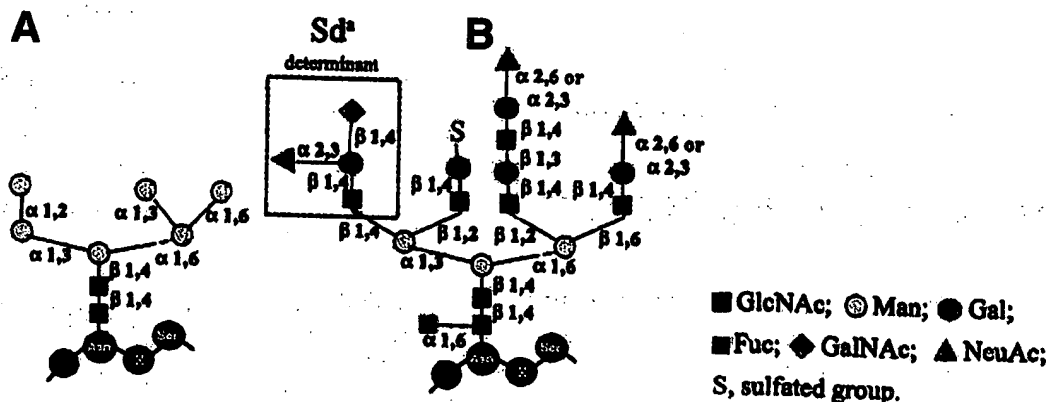 A
Sdª
determinant
B
α 2,6 or
α 2,3
β 1,4
β 1,3
β 1,4
α 2,6 or
α 2,3
β 1,4
S
β 1,4
β 1,4
α 2,3
β 1,4
α 1,2
α 1,3
α 1,6
α 1,3
α 1,6
β 1,4
β 1,4
Asn
X
Ser
β 1,4
β 1,2
β 1,2
β 1,6
α 1,3
α 1,6
β 1,4
β 1,4
α 1,6
Asn
X
Ser
GlcNAc; Man; Gal;
Fuc; GalNAc; NeuAc;
S, sulfated group.